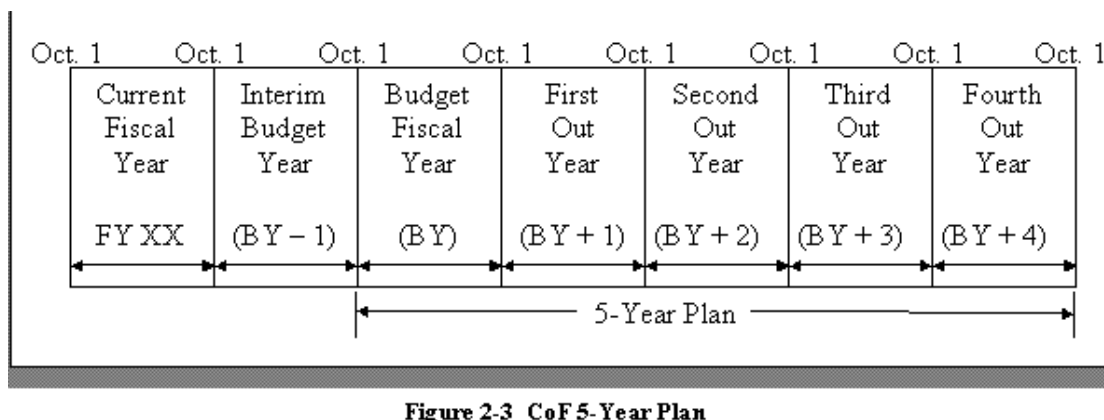 Oct. 1 Oct. 1 Oct. 1 Oct. 1 Oct. 1 Oct. 1 Oct. 1 Oct. 1
Current Interim Budget First Second Third Fourth
Fiscal Budget Fiscal Out Out Out Out
Year Year Year Year Year Year Year
FY XX (BY – 1) (BY) (BY + 1) (BY + 2) (BY + 3) (BY + 4)
5-Year Plan
Figure 2-3 CoF 5-Year Plan